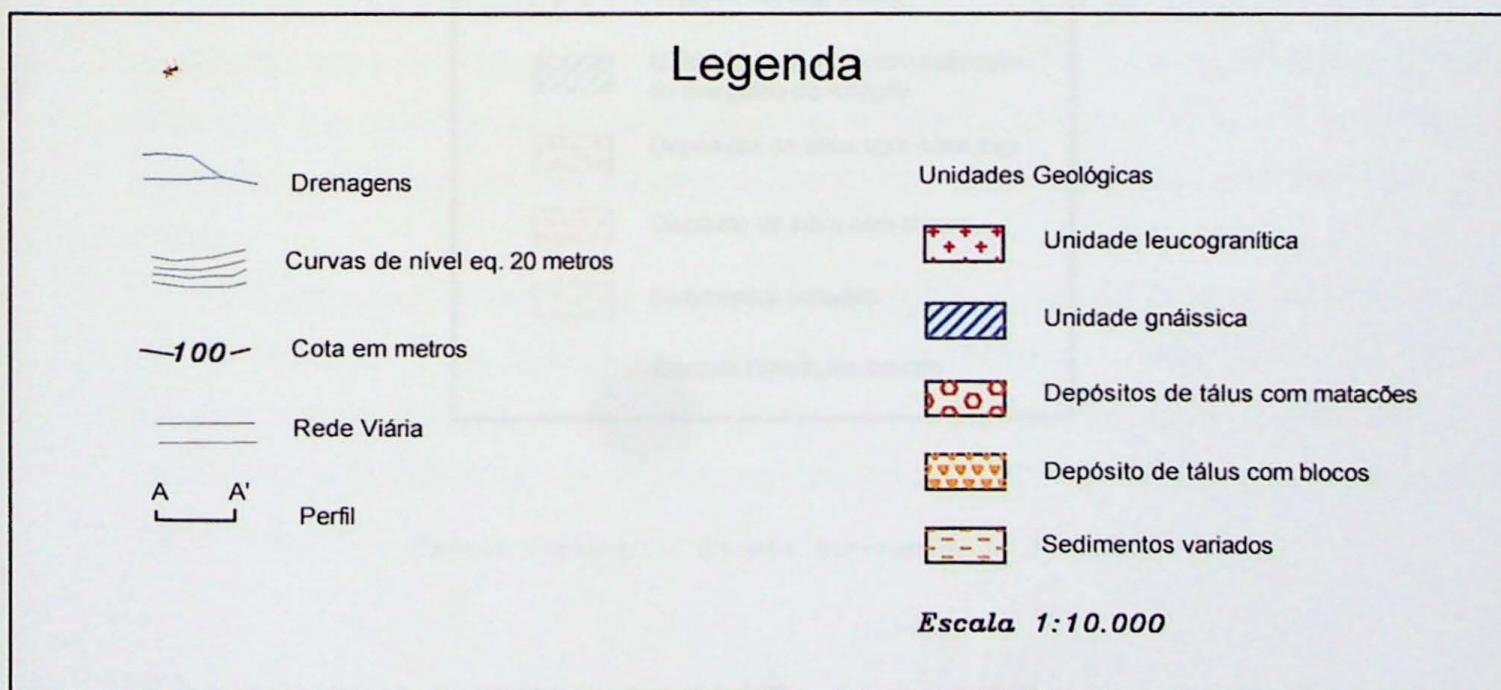 Legenda
Drenagens
Curvas de nível eq. 20 metros
100
Cota em metros
Rede Viária
A A'
Perfil
Unidades Geológicas
Unidade leucogranítica
Unidade gnáissica
Depósitos de tálus com matacões
Depósito de tálus com blocos
Sedimentos variados
Escala 1:10.000